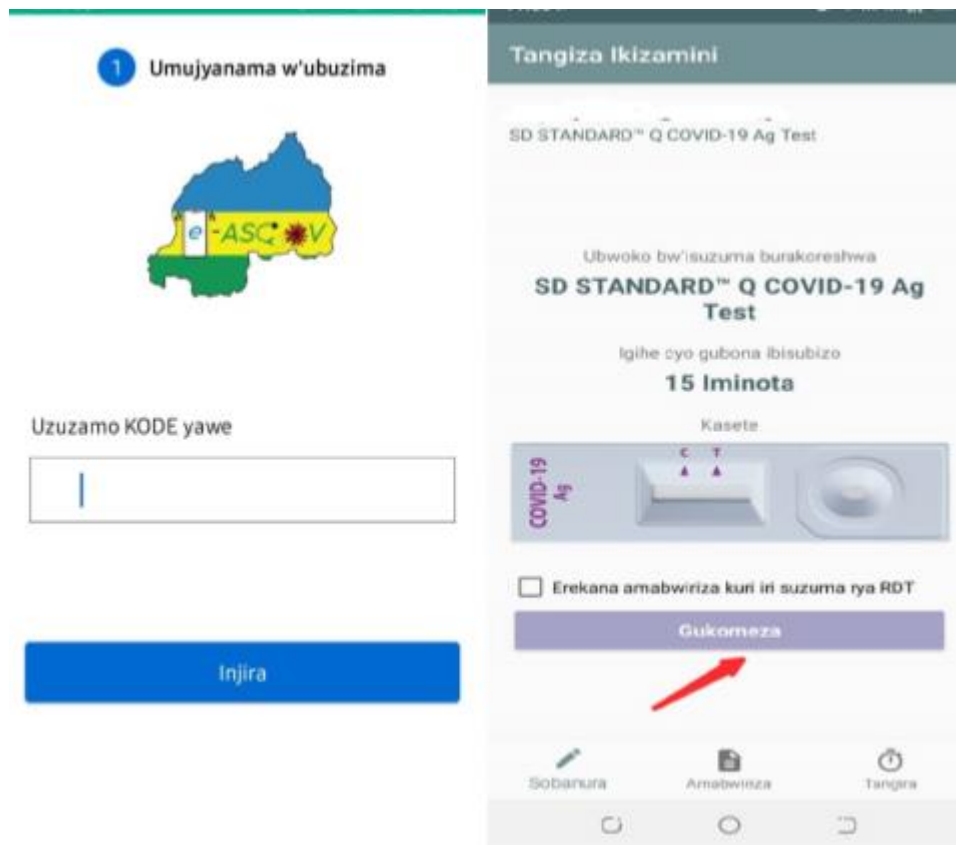 1 Umujyanama w'ubuzima
e-ASCOV
Uzuzamo KODE yawe
Injira
Tangiza Ikizamini
SD STANDARD™ Q COVID-19 Ag Test
Ubwoko bw'isuzuma burakoreshwa
SD STANDARD™ Q COVID-19 Ag
Test
Igihe cyo gubona ibisubizo
15 Iminota
Kasete
C T
COVID-19
Ag
Erekana amabwiriza kuri iri suzuma rya RDT
Gukomeza
Sobanura Amabwiriza Tangira